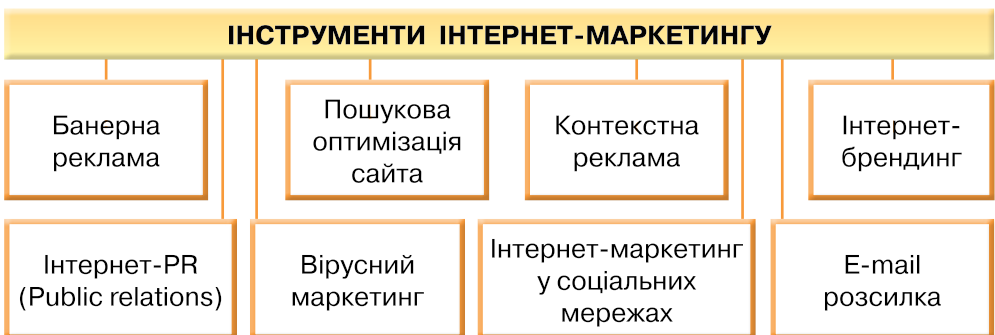 ІНСТРУМЕНТИ ІНТЕРНЕТ-МАРКЕТИНГУ
Банерна
реклама
Пошукова
оптимізація
сайта
Контекстна
реклама
Інтернет-
брендинг
Інтернет-PR
(Public relations)
Вірусний
маркетинг
Інтернет-маркетинг
у соціальних
мережах
E-mail
розсилка